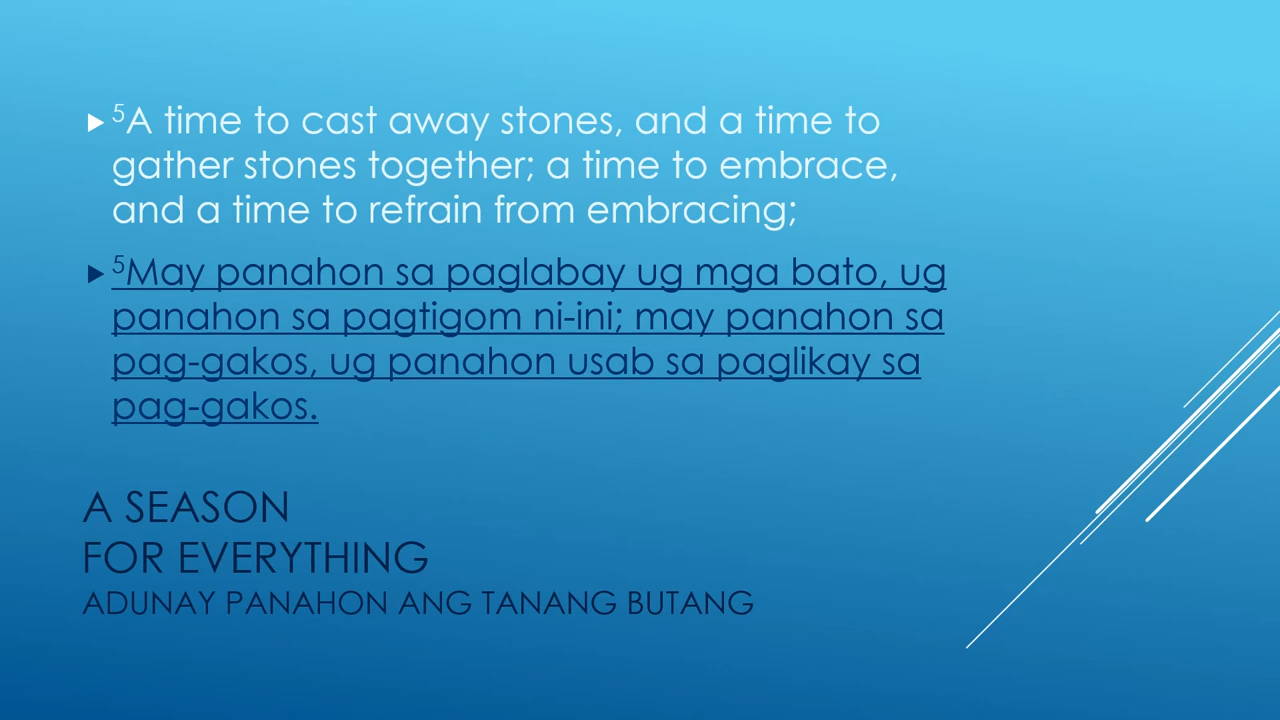 ⁵A time to cast away stones, and a time to
gather stones together; a time to embrace,
and a time to refrain from embracing;
⁵May panahon sa paglabay ug mga bato, ug
panahon sa pagtigom ni-ini; may panahon sa
pag-gakos, ug panahon usab sa paglikay sa
pag-gakos.
A SEASON
FOR EVERYTHING
ADUNAY PANAHON ANG TANANG BUTANG